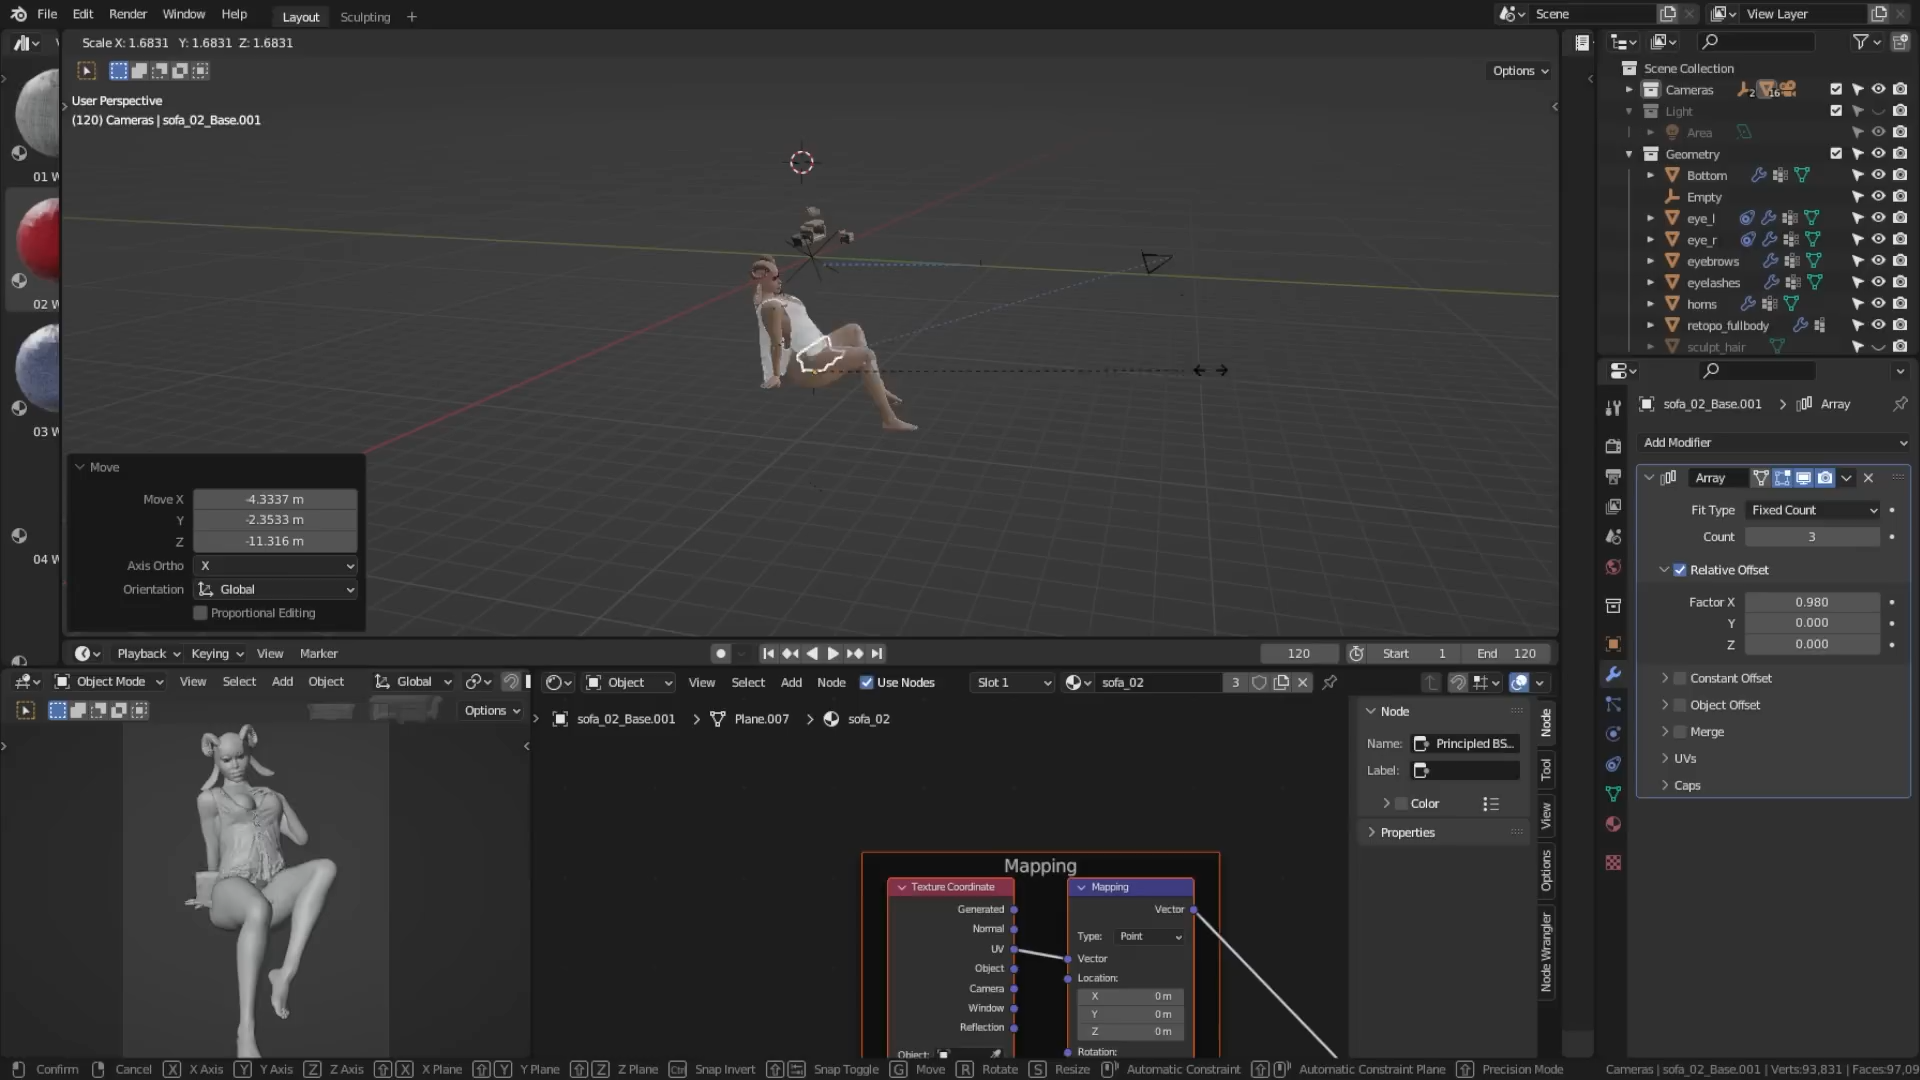 File Edit Render Window Help Layout Sculpting + Scene View Layer
Scale X: 1.6831 Y: 1.6831 Z: 1.6831
Options
User Perspective
(120) Cameras | sofa_02_Base.001
01 W
02 W
03 W
04 W
Move
Move X -4.3337 m
Y -2.3533 m
Z -11.316 m
Axis Ortho X
Orientation Global
Proportional Editing
Playback Keying View Marker 120 Start 1 End 120
Object Mode View Select Add Object Global
Options
Object View Select Add Node Use Nodes Slot 1 sofa_02 3
sofa_02_Base.001 > Plane.007 > sofa_02
Node
Name: Principled BS...
Label:
Color
Properties
Node
Tool
View
Options
Node Wrangler
Mapping
Texture Coordinate
Generated
Normal
UV
Object
Camera
Window
Reflection
Object:
Mapping
Vector
Type: Point
Vector
Location:
X 0 m
Y 0 m
Z 0 m
Rotation:
Scene Collection
Cameras 2 16
Light
Area
Geometry
Bottom
Empty
eye_l
eye_r
eyebrows
eyelashes
horns
retopo_fullbody
sculpt_hair
sofa_02_Base.001 > Array
Add Modifier
Array
Fit Type Fixed Count
Count 3
Relative Offset
Factor X 0.980
Y 0.000
Z 0.000
Constant Offset
Object Offset
Merge
UVs
Caps
Confirm Cancel X X Axis Y Y Axis Z Z Axis X X Plane Y Y Plane Z Z Plane Ctrl Snap Invert Snap Toggle G Move R Rotate S Resize Automatic Constraint Automatic Constraint Plane Precision Mode Cameras | sofa_02_Base.001 | Verts:93,831 | Faces:97,09